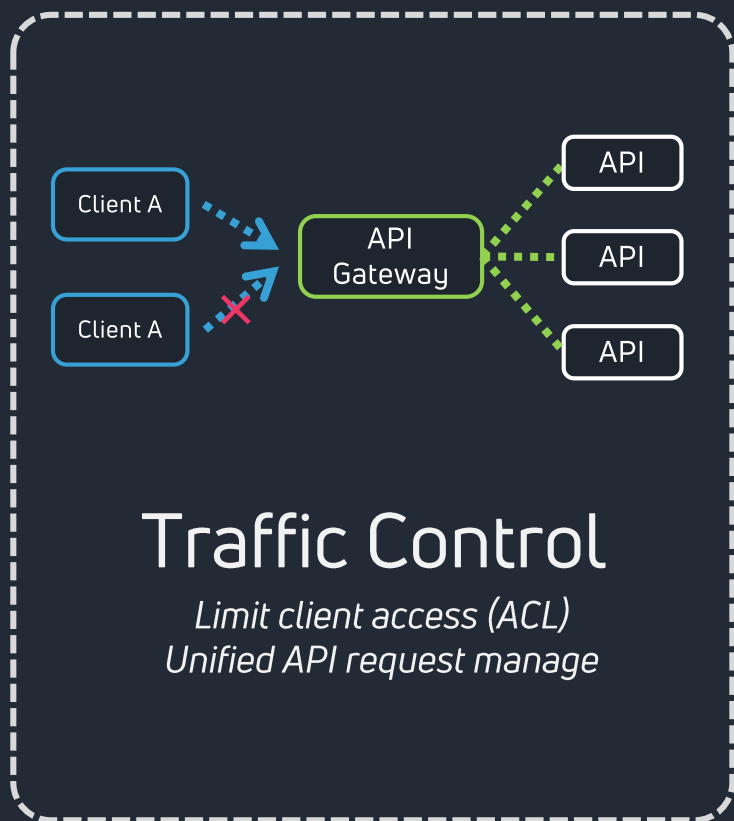 Client A
Client A
API
Gateway
API
API
API
Traffic Control
Limit client access (ACL)
Unified API request manage